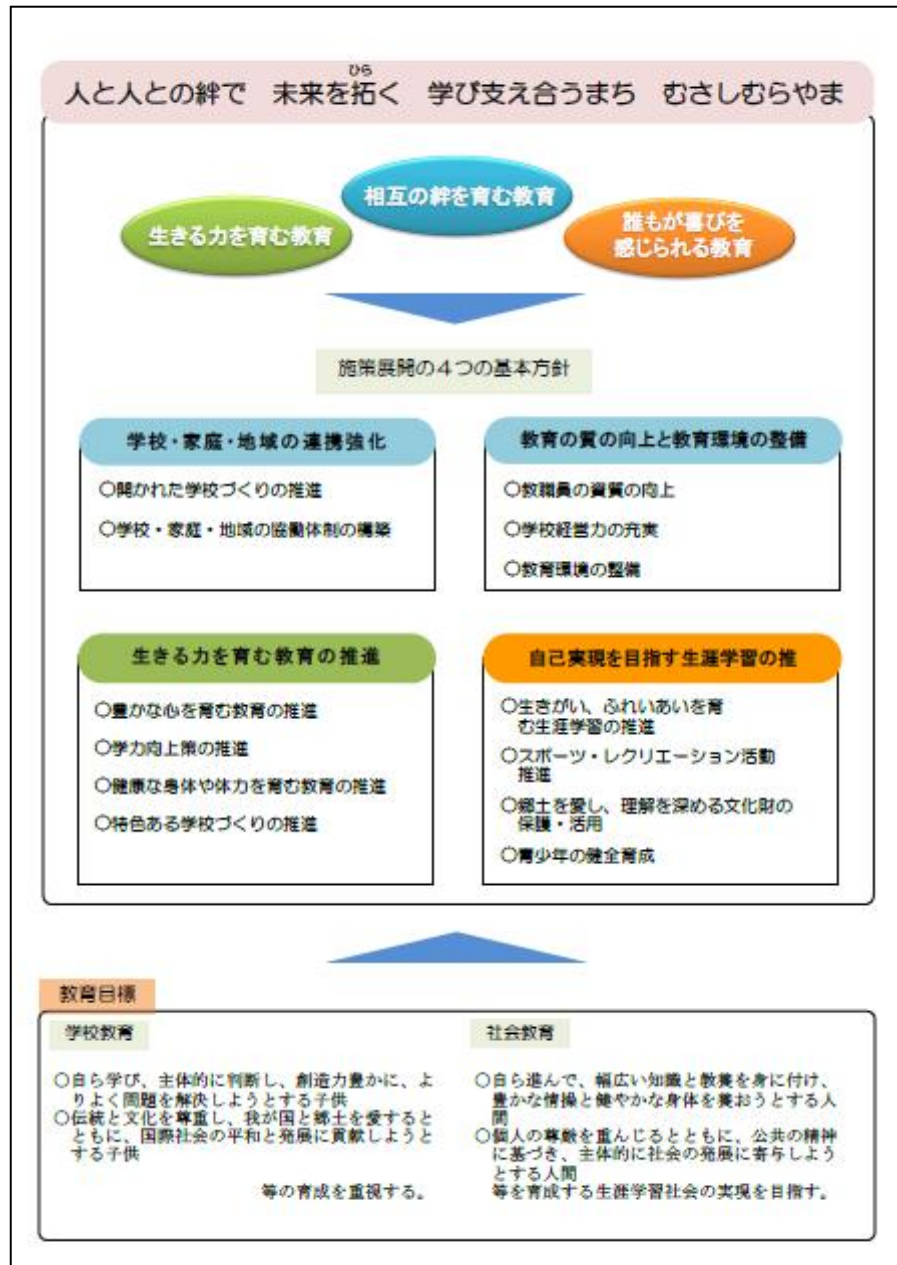 ひら
人と人との絆で　未来を拓く　学び支え合うまち　むさしむらやま
相互の絆を育む教育
生きる力を育む教育
誰もが喜びを
感じられる教育
施策展開の４つの基本方針
学校・家庭・地域の連携強化
○開かれた学校づくりの推進
○学校・家庭・地域の協働体制の構築
教育の質の向上と教育環境の整備
○教職員の資質の向上
○学校経営力の充実
○教育環境の整備
生きる力を育む教育の推進
○豊かな心を育む教育の推進
○学力向上策の推進
○健康な身体や体力を育む教育の推進
○特色ある学校づくりの推進
自己実現を目指す生涯学習の推
○生きがい、ふれいあいを育
む生涯学習の推進
○スポーツ・レクリエーション活動
推進
○郷土を愛し、理解を深める文化財の
保護・活用
○青少年の健全育成
教育目標
学校教育
○自ら学び、主体的に判断し、創造力豊かに、よ
りよく問題を解決しようとする子供
○伝統と文化を尊重し、我が国と郷土を愛すると
ともに、国際社会の平和と発展に貢献しようと
する子供
等の育成を重視する。
社会教育
○自ら進んで、幅広い知識と教養を身に付け、
豊かな情操と健やかな身体を養おうとする人
間
○個人の尊厳を重んじるとともに、公共の精神
に基づき、主体的に社会の発展に寄与しよう
とする人間
等を育成する生涯学習社会の実現を目指す。